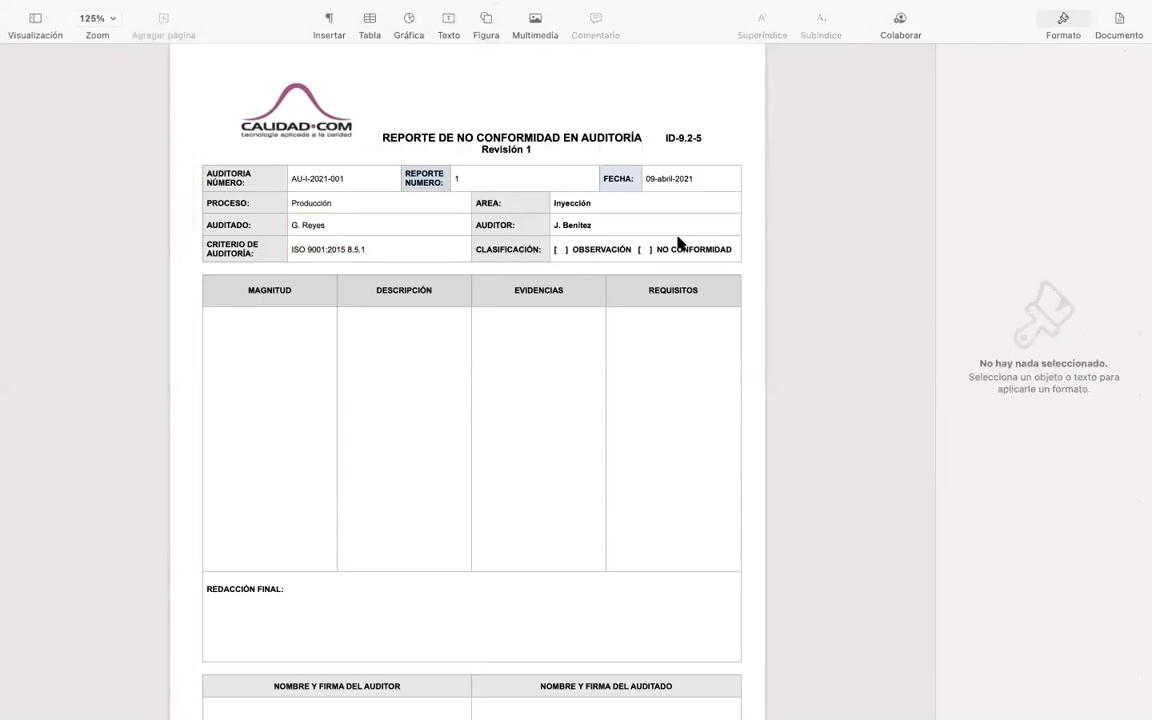 125%
Visualización Zoom Agregar página Insertar Tabla Gráfica Texto Figura Multimedia Comentario Superíndice Subíndice Colaborar Formato Documento
CALIDAD·COM
tecnología aplicada a la calidad
REPORTE DE NO CONFORMIDAD EN AUDITORÍA ID-9.2-5
Revisión 1
AUDITORIA NÚMERO: AU-I-2021-001 REPORTE NUMERO: 1 FECHA: 09-abril-2021
PROCESO: Producción AREA: Inyección
AUDITADO: G. Reyes AUDITOR: J. Benítez
CRITERIO DE AUDITORÍA: ISO 9001:2015 8.5.1 CLASIFICACIÓN: [ ] OBSERVACIÓN [ ] NO CONFORMIDAD
MAGNITUD DESCRIPCIÓN EVIDENCIAS REQUISITOS
REDACCIÓN FINAL:
NOMBRE Y FIRMA DEL AUDITOR NOMBRE Y FIRMA DEL AUDITADO
No hay nada seleccionado.
Selecciona un objeto o texto para
aplicarle un formato.